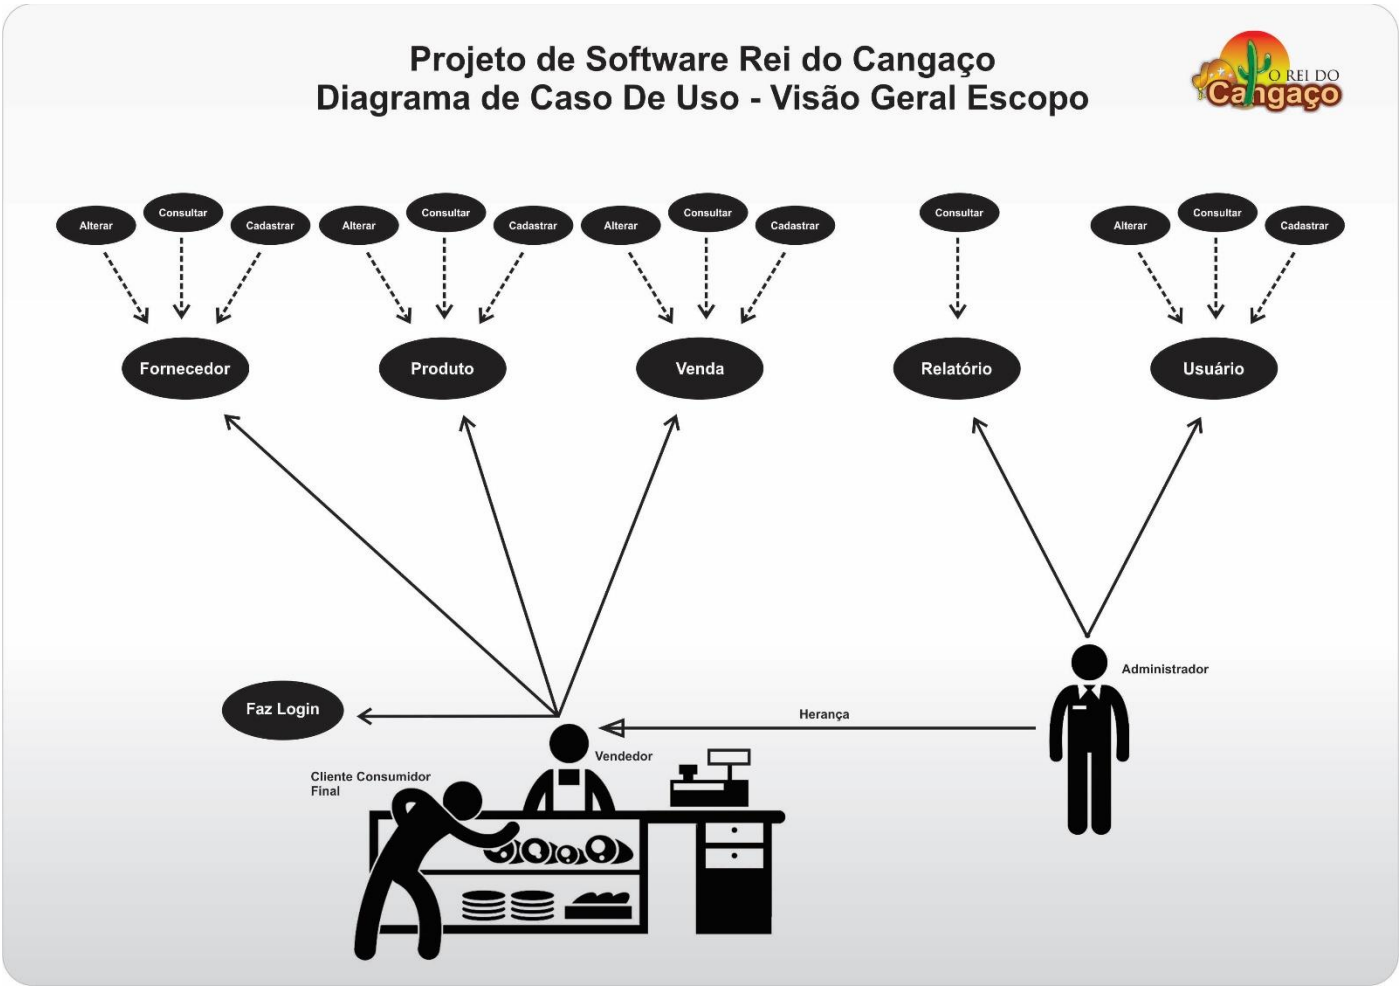 Projeto de Software Rei do Cangaço
Diagrama de Caso De Uso - Visão Geral Escopo
O REI DO
Cangaço
Alterar
Consultar
Cadastrar
Alterar
Consultar
Cadastrar
Alterar
Consultar
Cadastrar
Consultar
Alterar
Consultar
Cadastrar
Fornecedor
Produto
Venda
Relatório
Usuário
Administrador
Faz Login
Herança
Vendedor
Cliente Consumidor
Final